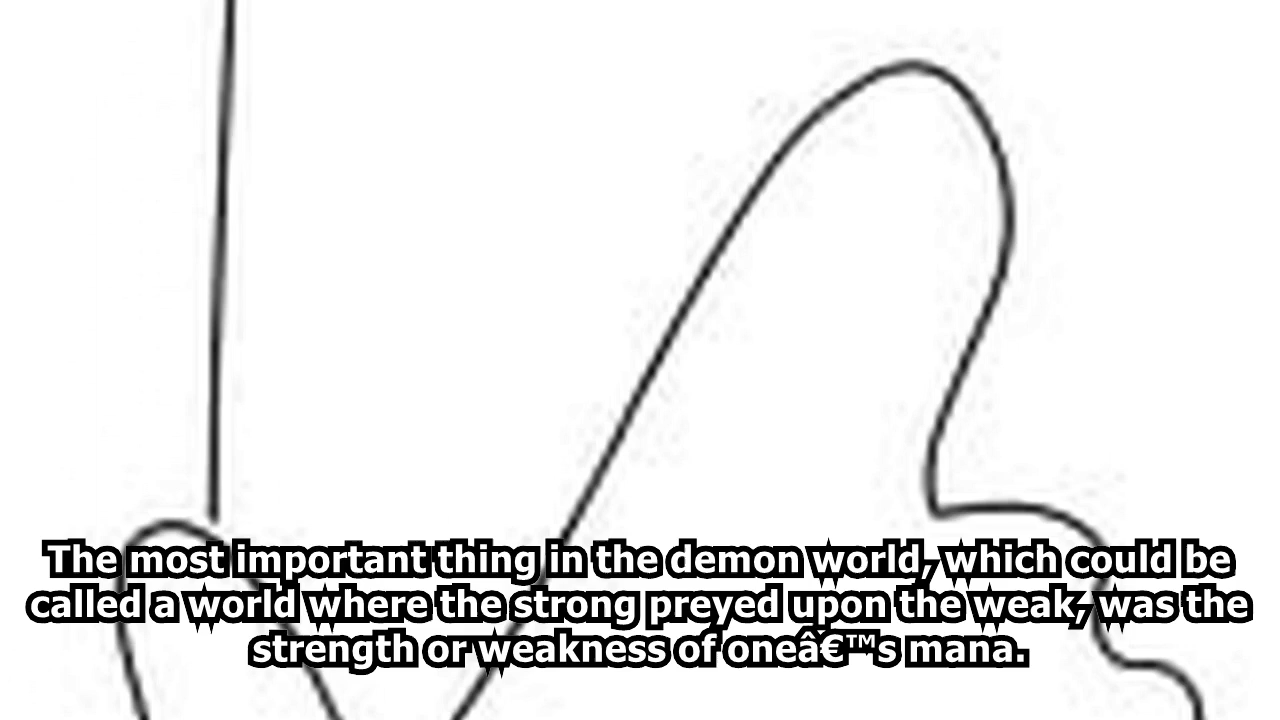 The most important thing in the demon world, which could be
called a world where the strong preyed upon the weak, was the
strength or weakness of oneâ€™s mana.